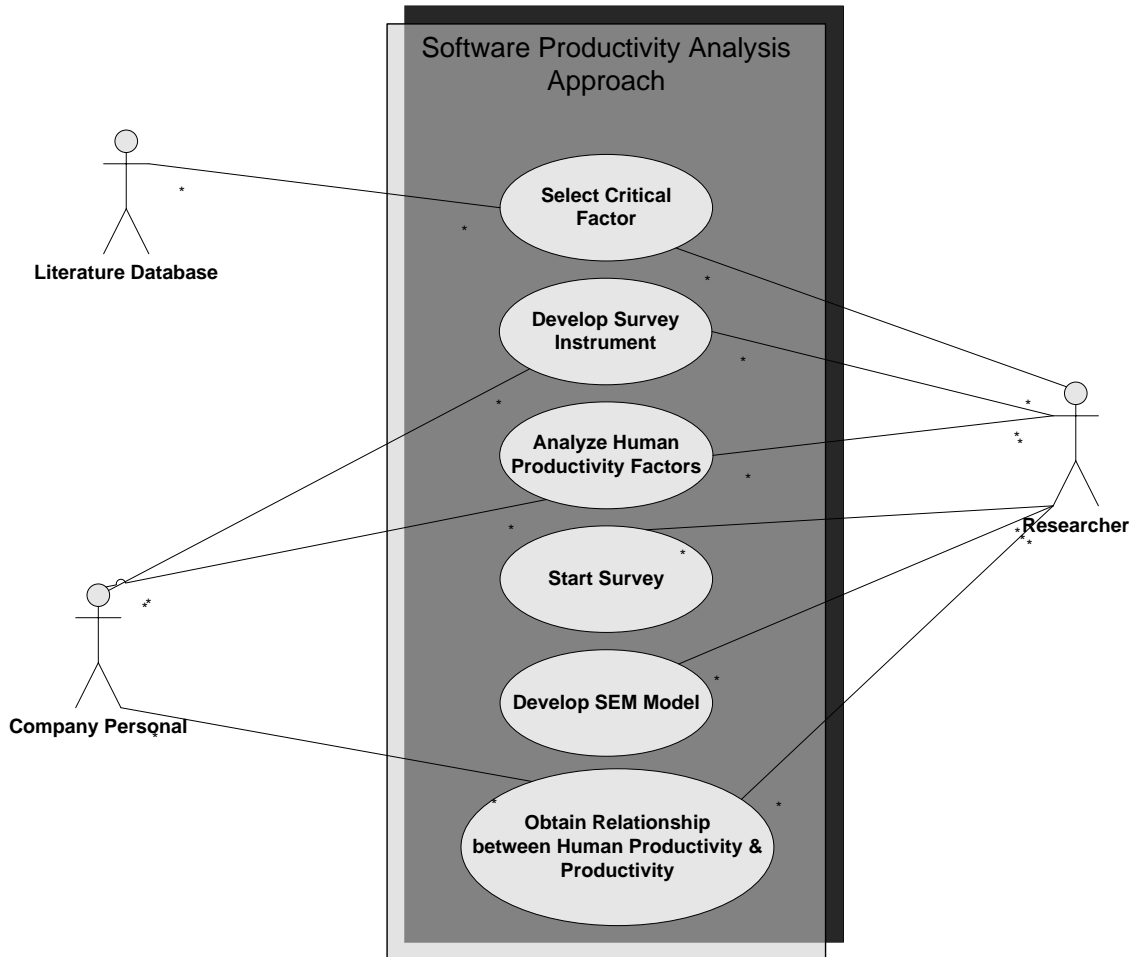 Software Productivity Analysis
Approach
Literature Database
*
*
Select Critical
Factor
*
Develop Survey
Instrument
*
*
*
Analyze Human
Productivity Factors
*
*
*
*
Researcher
Start Survey
*
*
*
*
*
*
Company Personal
*
Develop SEM Model
*
Obtain Relationship
between Human Productivity &
Productivity
*
*